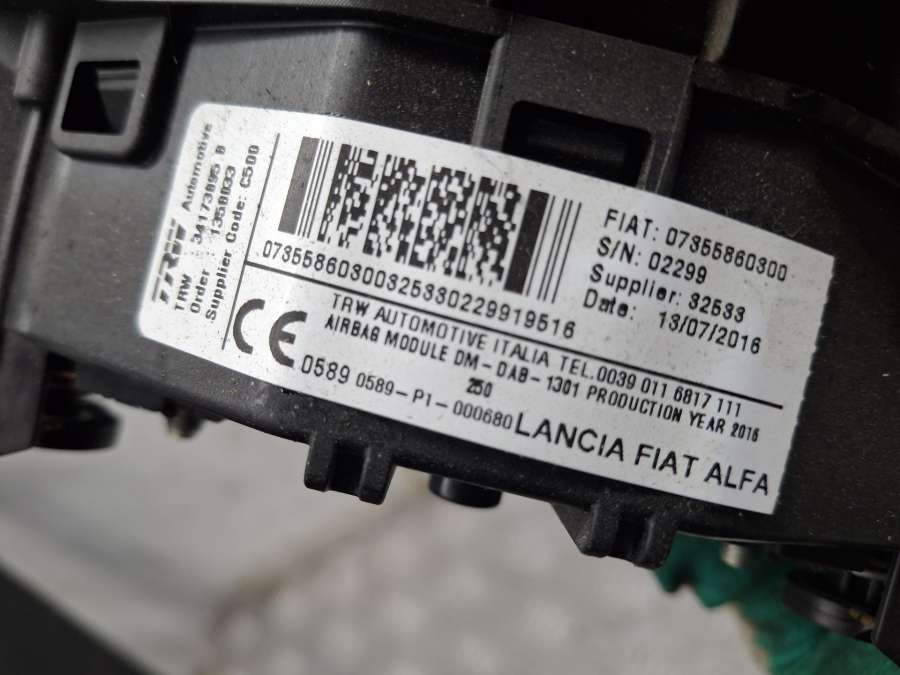 TRW Automotive
TRW 34173095 D
Order 1350033
Supplier Code: C500
07355860300325330229919516
FIAT: 07355860300
S/N: 02299
Supplier: 32533
Date: 13/07/2016
CE
TRW AUTOMOTIVE ITALIA TEL.0039 011 6817 111
AIRBAG MODULE DM-DAB-1301 PRODUCTION YEAR 2016
250
0589 0589-P1-000680 LANCIA FIAT ALFA